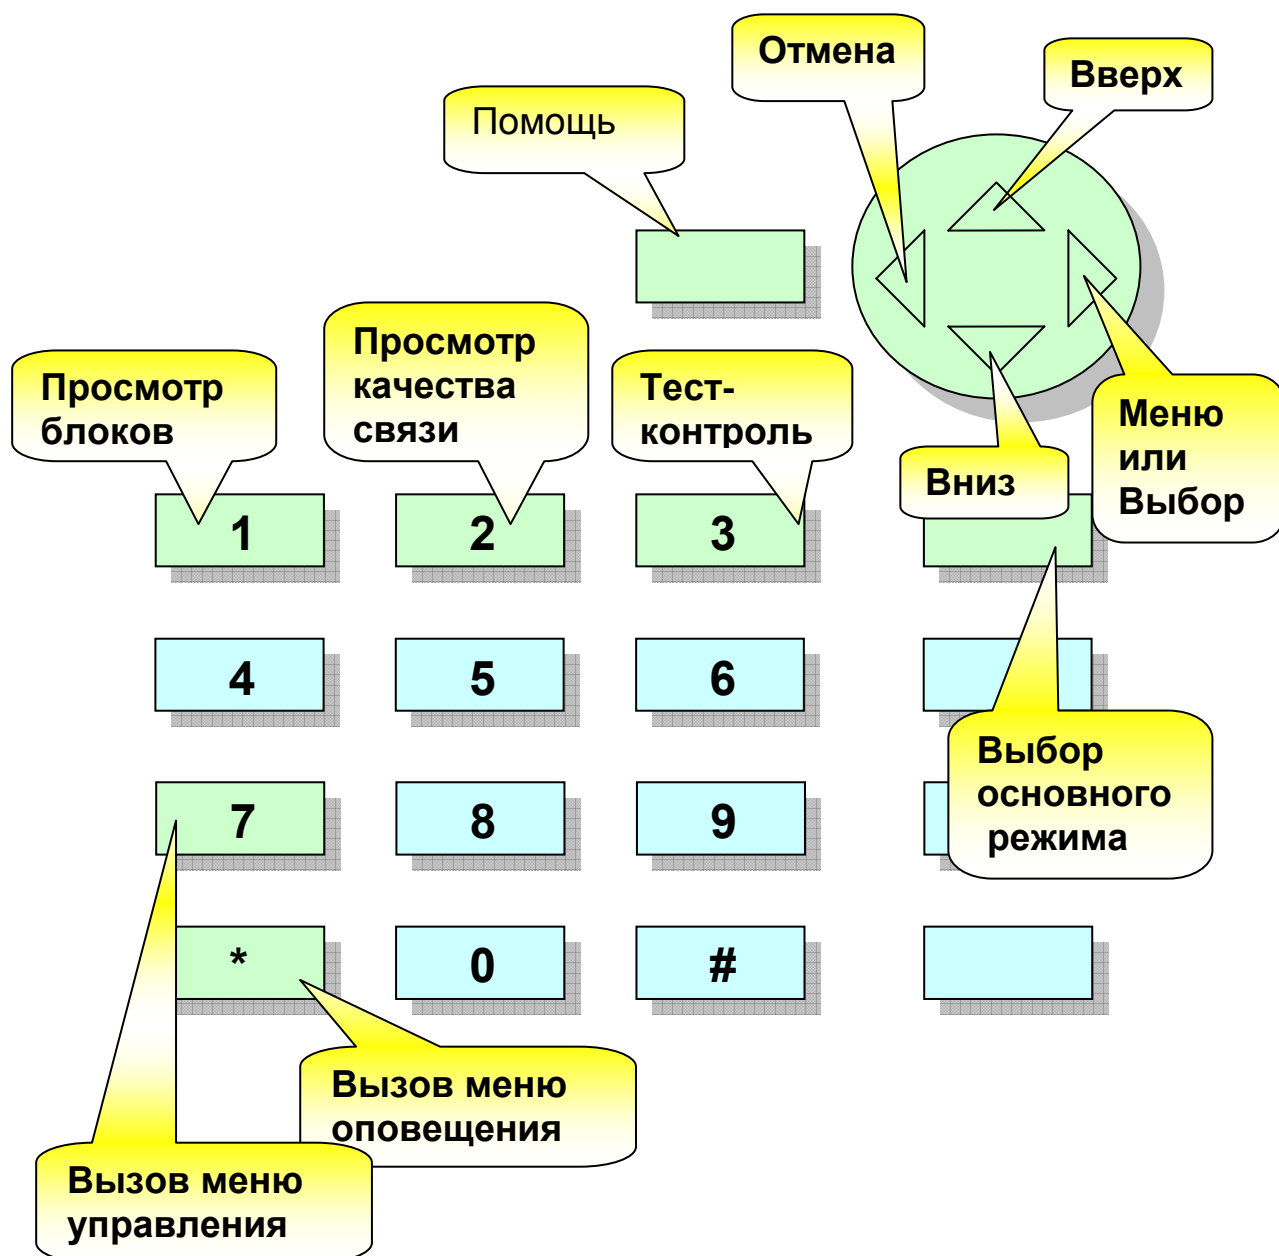 Отмена
Вверх
Помощь
Просмотр
блоков
Просмотр
качества
связи
Тест-
контроль
Вниз
Меню
или
Выбор
1
2
3
4
5
6
Выбор
основного
режима
7
8
9
*
0
#
Вызов меню
оповещения
Вызов меню
управления